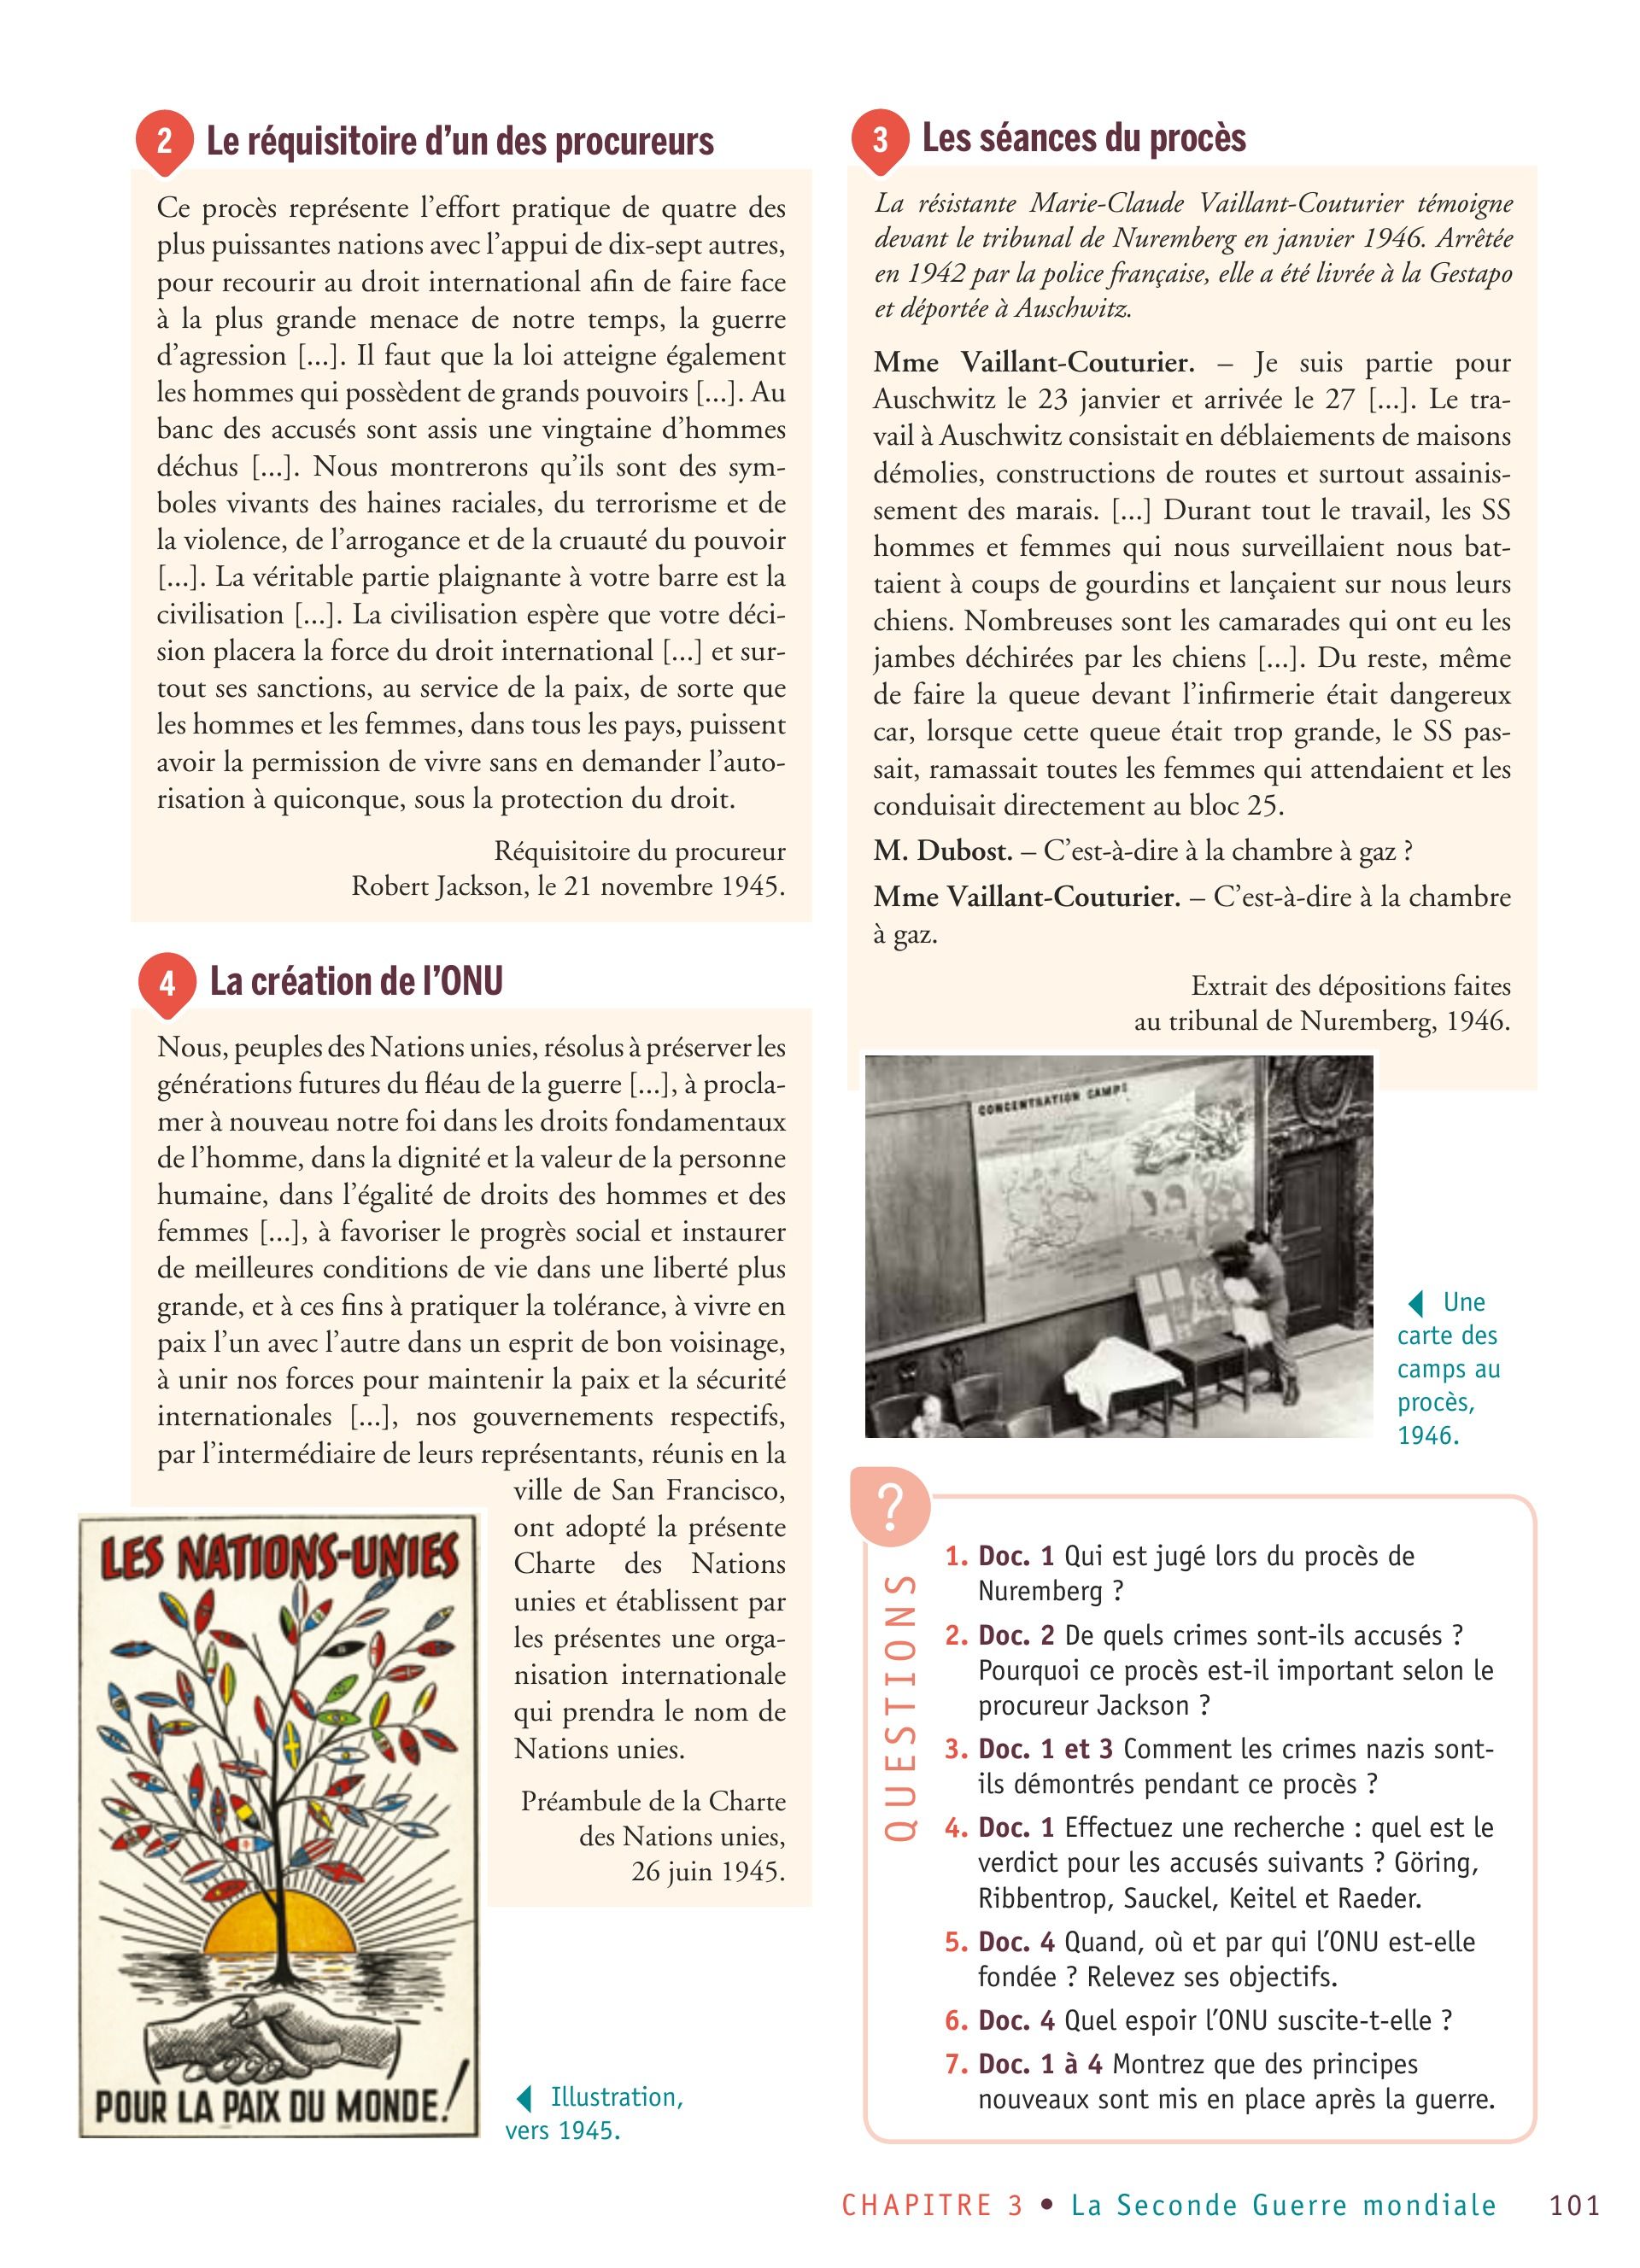 2 Le réquisitoire d'un des procureurs
Ce procès représente l'effort pratique de quatre des
plus puissantes nations avec l'appui de dix-sept autres,
pour recourir au droit international afin de faire face
à la plus grande menace de notre temps, la guerre
d'agression [...]. Il faut que la loi atteigne également
les hommes qui possèdent de grands pouvoirs [...]. Au
banc des accusés sont assis une vingtaine d'hommes
déchus [...]. Nous montrerons qu'ils sont des sym-
boles vivants des haines raciales, du terrorisme et de
la violence, de l'arrogance et de la cruauté du pouvoir
[...]. La véritable partie plaignante à votre barre est la
civilisation [...]. La civilisation espère que votre déci-
sion placera la force du droit international [...] et sur-
tout ses sanctions, au service de la paix, de sorte que
les hommes et les femmes, dans tous les pays, puissent
avoir la permission de vivre sans en demander l'auto-
risation à quiconque, sous la protection du droit.
Réquisitoire du procureur
Robert Jackson, le 21 novembre 1945.
4 La création de l'ONU
Nous, peuples des Nations unies, résolus à préserver les
générations futures du fléau de la guerre [...], à procla-
mer à nouveau notre foi dans les droits fondamentaux
de l'homme, dans la dignité et la valeur de la personne
humaine, dans l'égalité de droits des hommes et des
femmes [...], à favoriser le progrès social et instaurer
de meilleures conditions de vie dans une liberté plus
grande, et à ces fins à pratiquer la tolérance, à vivre en
paix l'un avec l'autre dans un esprit de bon voisinage,
à unir nos forces pour maintenir la paix et la sécurité
internationales [...], nos gouvernements respectifs,
par l'intermédiaire de leurs représentants, réunis en la
ville de San Francisco,
ont adopté la présente
Charte des Nations
unies et établissent par
les présentes une orga-
nisation internationale
qui prendra le nom de
Nations unies.
Préambule de la Charte
des Nations unies,
26 juin 1945.
LES NATIONS-UNIES
POUR LA PAIX DU MONDE!
◀ Illustration,
vers 1945.
3 Les séances du procès
La résistante Marie-Claude Vaillant-Couturier témoigne
devant le tribunal de Nuremberg en janvier 1946. Arrêtée
en 1942 par la police française, elle a été livrée à la Gestapo
et déportée à Auschwitz.
Mme Vaillant-Couturier. – Je suis partie pour
Auschwitz le 23 janvier et arrivée le 27 [...]. Le tra-
vail à Auschwitz consistait en déblaiements de maisons
démolies, constructions de routes et surtout assainis-
sement des marais. [...] Durant tout le travail, les SS
hommes et femmes qui nous surveillaient nous bat-
taient à coups de gourdins et lançaient sur nous leurs
chiens. Nombreuses sont les camarades qui ont eu les
jambes déchirées par les chiens [...]. Du reste, même
de faire la queue devant l'infirmerie était dangereux
car, lorsque cette queue était trop grande, le SS pas-
sait, ramassait toutes les femmes qui attendaient et les
conduisait directement au bloc 25.
M. Dubost. – C'est-à-dire à la chambre à gaz ?
Mme Vaillant-Couturier. – C'est-à-dire à la chambre
à gaz.
Extrait des dépositions faites
au tribunal de Nuremberg, 1946.
CONCENTRATION CAMPS
◀ Une
carte des
camps au
procès,
1946.
?
QUESTIONS
1. Doc. 1 Qui est jugé lors du procès de
Nuremberg ?
2. Doc. 2 De quels crimes sont-ils accusés ?
Pourquoi ce procès est-il important selon le
procureur Jackson ?
3. Doc. 1 et 3 Comment les crimes nazis sont-
ils démontrés pendant ce procès ?
4. Doc. 1 Effectuez une recherche : quel est le
verdict pour les accusés suivants ? Göring,
Ribbentrop, Sauckel, Keitel et Raeder.
5. Doc. 4 Quand, où et par qui l'ONU est-elle
fondée ? Relevez ses objectifs.
6. Doc. 4 Quel espoir l'ONU suscite-t-elle ?
7. Doc. 1 à 4 Montrez que des principes
nouveaux sont mis en place après la guerre.
CHAPITRE 3 • La Seconde Guerre mondiale 101